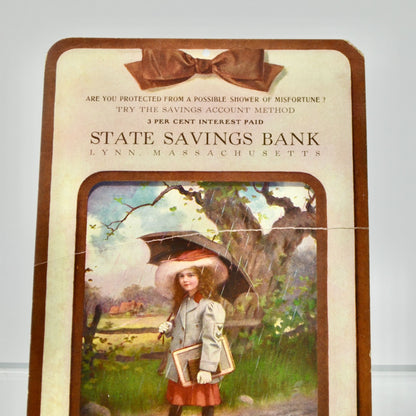 ARE YOU PROTECTED FROM A POSSIBLE SHOWER OF MISFORTUNE?
TRY THE SAVINGS ACCOUNT METHOD
3 PER CENT INTEREST PAID
STATE SAVINGS BANK
LYNN, MASSACHUSETTS